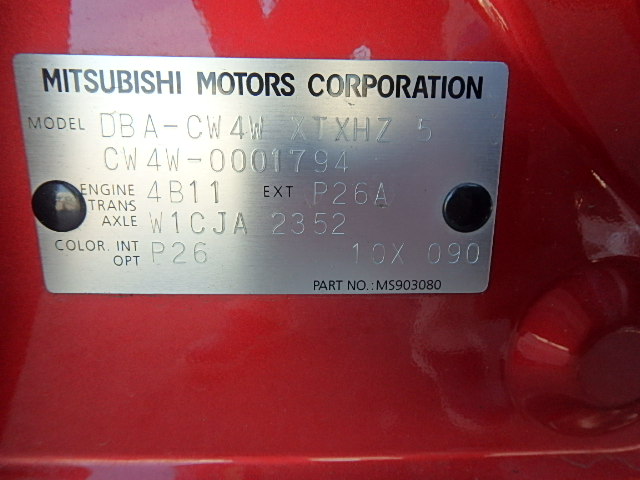 MITSUBISHI MOTORS CORPORATION
MODEL DBA-CW4W XTXHZ 5
CW4W-0001794
ENGINE 4B11 EXT P26A
TRANS
AXLE W1CJA 2352
COLOR. INT
OPT P26 10X 090
PART NO.:MS903080